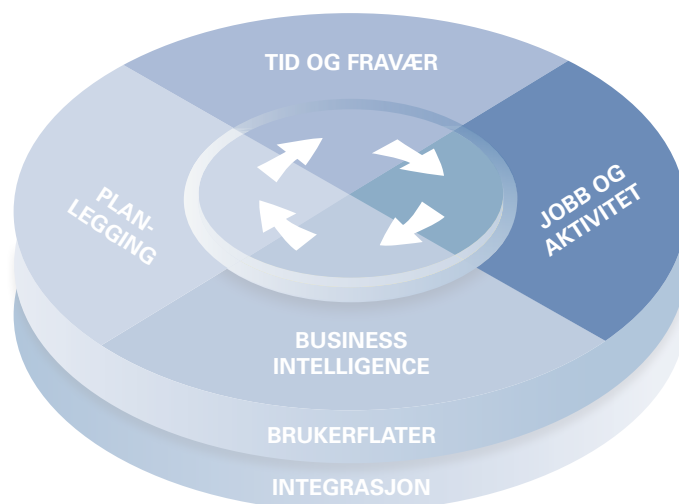 TID OG FRAVÆR
PLAN-
LEGGING
JOBB OG
AKTIVITET
BUSINESS
INTELLIGENCE
BRUKERFLATER
INTEGRASJON